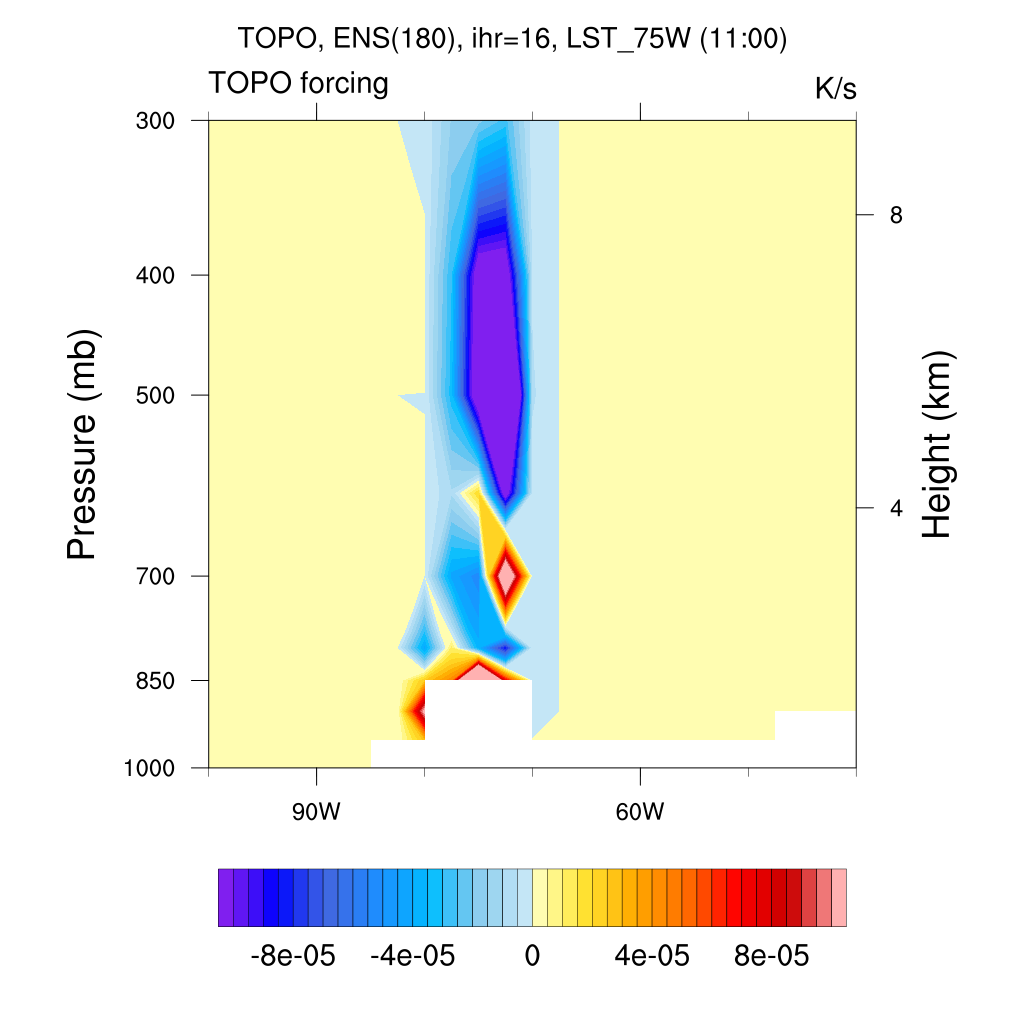 TOPO, ENS(180), ihr=16, LST_75W (11:00)
TOPO forcing
K/s
300
400
500
700
850
1000
Pressure (mb)
8
4
Height (km)
90W
60W
-8e-05
-4e-05
0
4e-05
8e-05